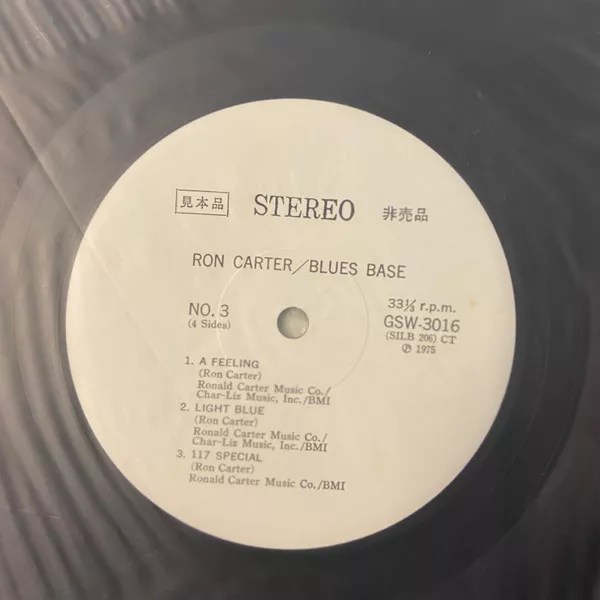 見本品 STEREO 非売品
RON CARTER/BLUES BASE
NO. 3
(4 Sides)
33⅓ r.p.m.
GSW-3016
(SILB 206) CT
℗ 1975
1. A FEELING
(Ron Carter)
Ronald Carter Music Co./
Char-Liz Music, Inc./BMI
2. LIGHT BLUE
(Ron Carter)
Ronald Carter Music Co./
Char-Liz Music, Inc./BMI
3. 117 SPECIAL
(Ron Carter)
Ronald Carter Music Co./BMI